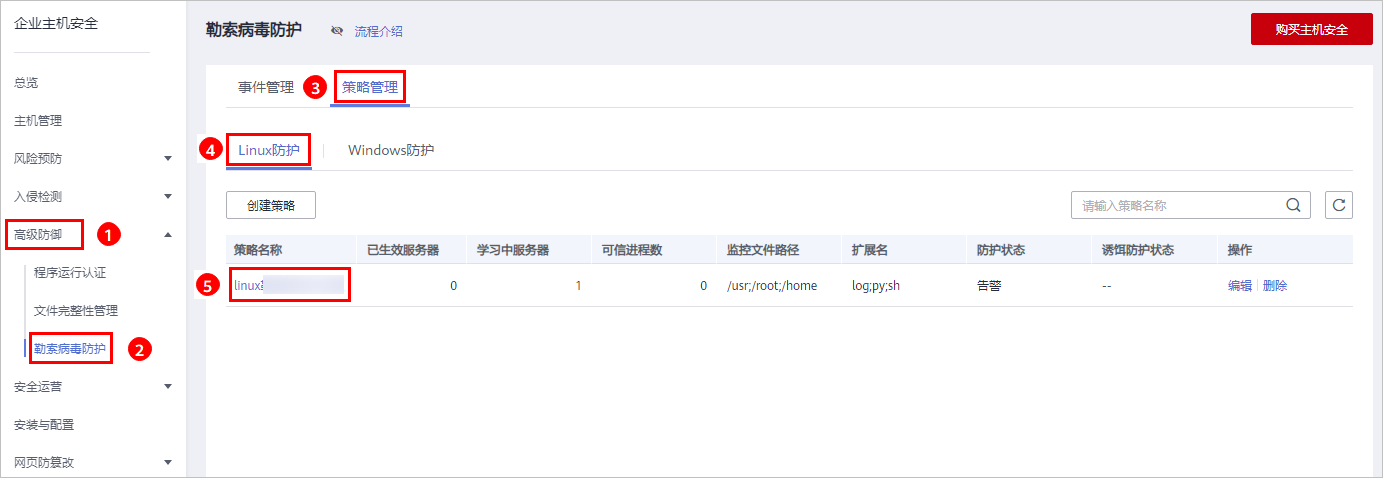 企业主机安全
总览
主机管理
风险预防
入侵检测
高级防御 1
程序运行认证
文件完整性管理
勒索病毒防护 2
安全运营
安装与配置
网页防篡改
勒索病毒防护 流程介绍 购买主机安全
事件管理 3 策略管理
4 Linux防护 Windows防护
创建策略 请输入策略名称
策略名称 已生效服务器 学习中服务器 可信进程数 监控文件路径 扩展名 防护状态 诱饵防护状态 操作
5 linux 0 1 0 /usr;/root;/home log;py;sh 告警 -- 编辑 删除